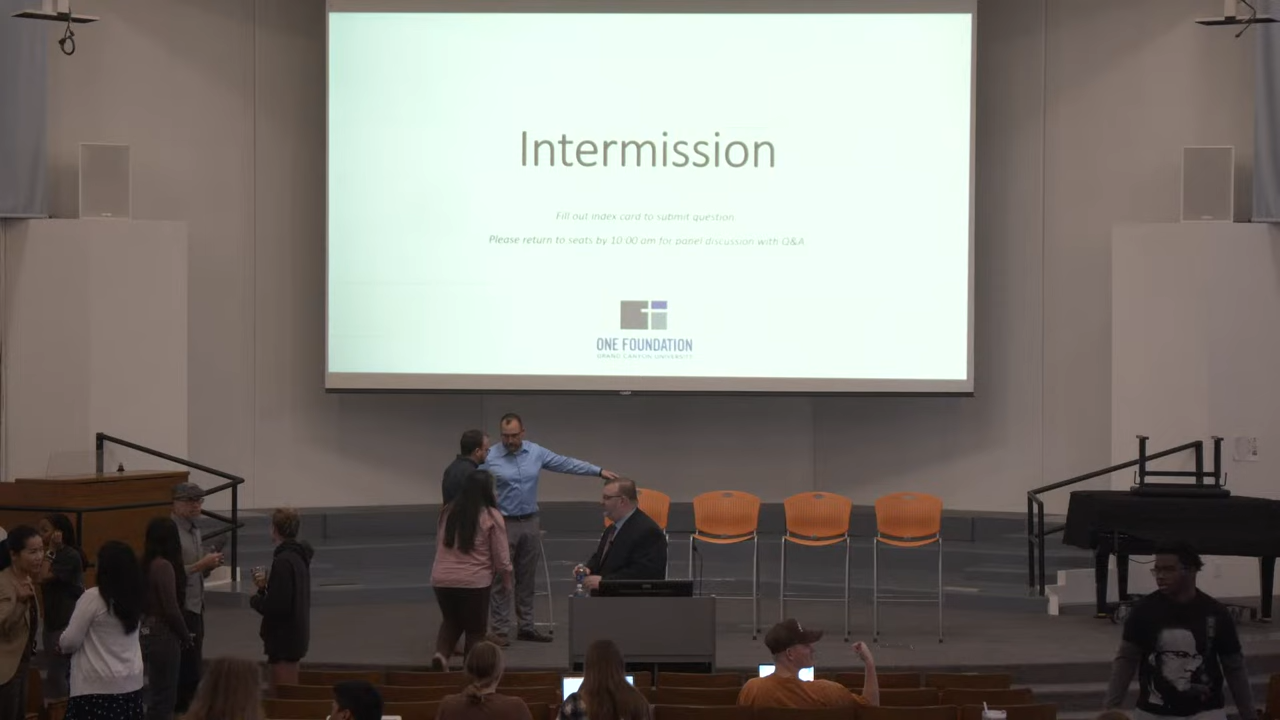 Intermission
Fill out index card to submit question
Please return to seats by 10:00 am for panel discussion with Q&A
ONE FOUNDATION
GRAND CANYON UNIVERSITY